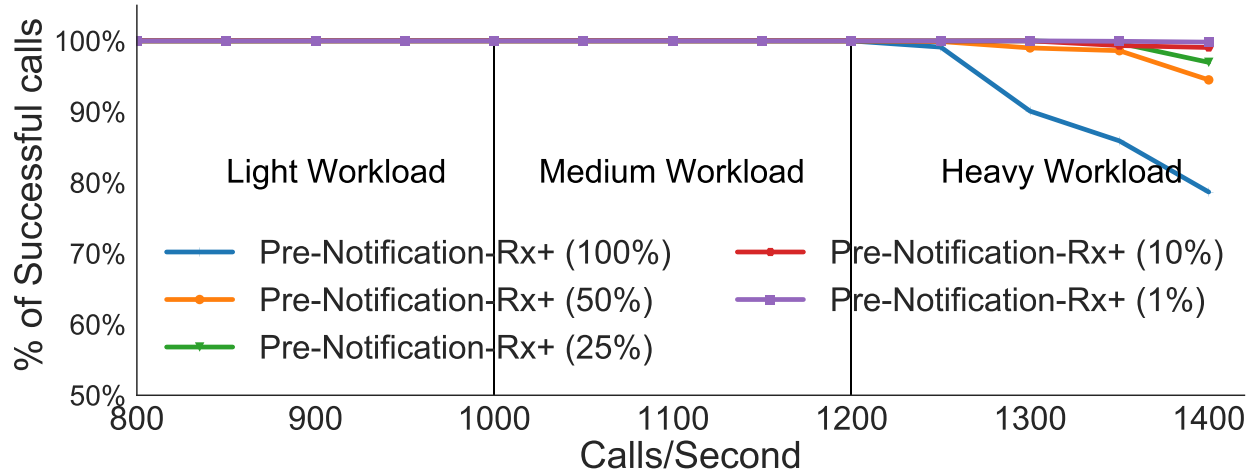 % of Successful calls
100%
90%
80%
70%
60%
50%
Light Workload
Medium Workload
Heavy Workload
Pre-Notification-Rx+ (100%)
Pre-Notification-Rx+ (50%)
Pre-Notification-Rx+ (25%)
Pre-Notification-Rx+ (10%)
Pre-Notification-Rx+ (1%)
800 900 1000 1100 1200 1300 1400
Calls/Second